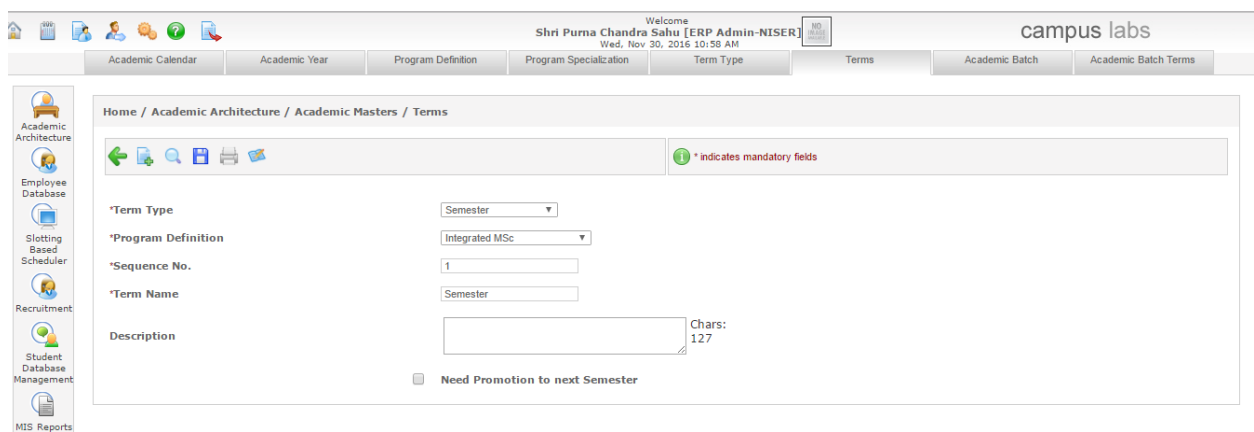 Welcome
Shri Purna Chandra Sahu [ERP Admin-NISER]
Wed, Nov 30, 2016 10:58 AM
campus labs
Academic Calendar
Academic Year
Program Definition
Program Specialization
Term Type
Terms
Academic Batch
Academic Batch Terms
Academic
Architecture
Employee
Database
Slotting
Based
Scheduler
Recruitment
Student
Database
Management
MIS Reports
Home / Academic Architecture / Academic Masters / Terms
* indicates mandatory fields
*Term Type
Semester
*Program Definition
Integrated MSc
*Sequence No.
1
*Term Name
Semester
Description
Chars:
127
Need Promotion to next Semester